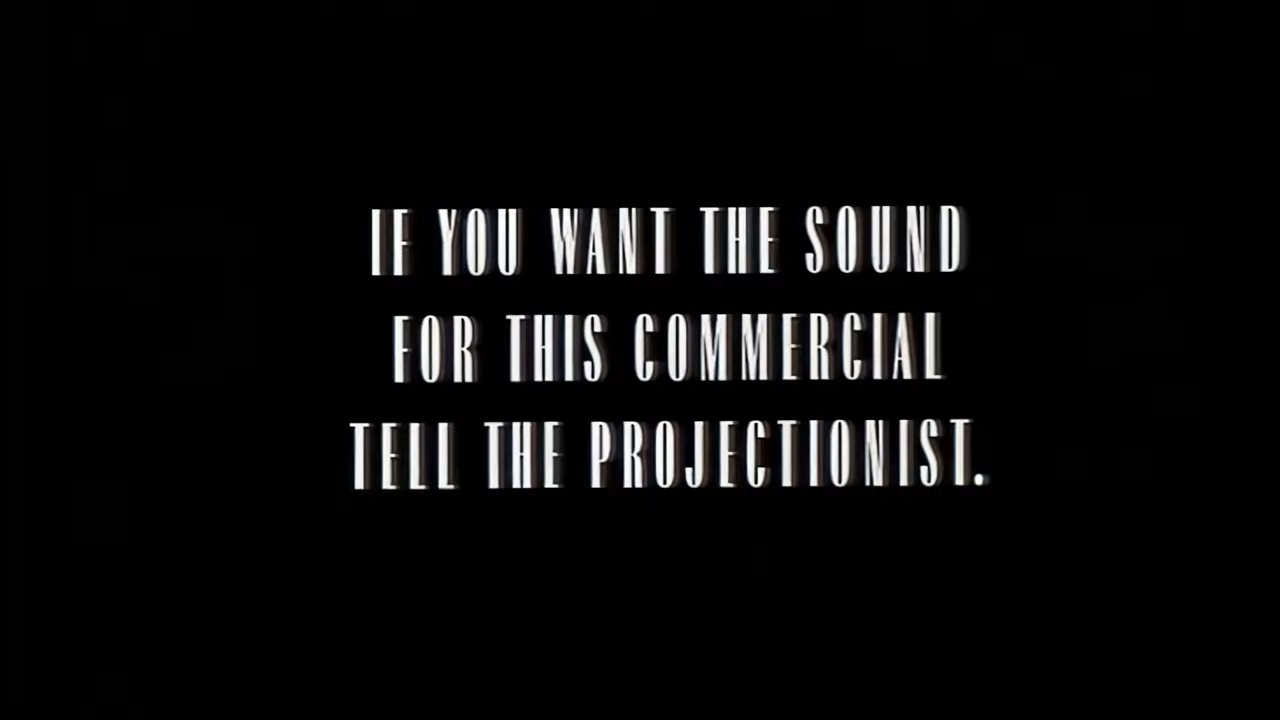 IF YOU WANT THE SOUND
FOR THIS COMMERCIAL
TELL THE PROJECTIONIST.